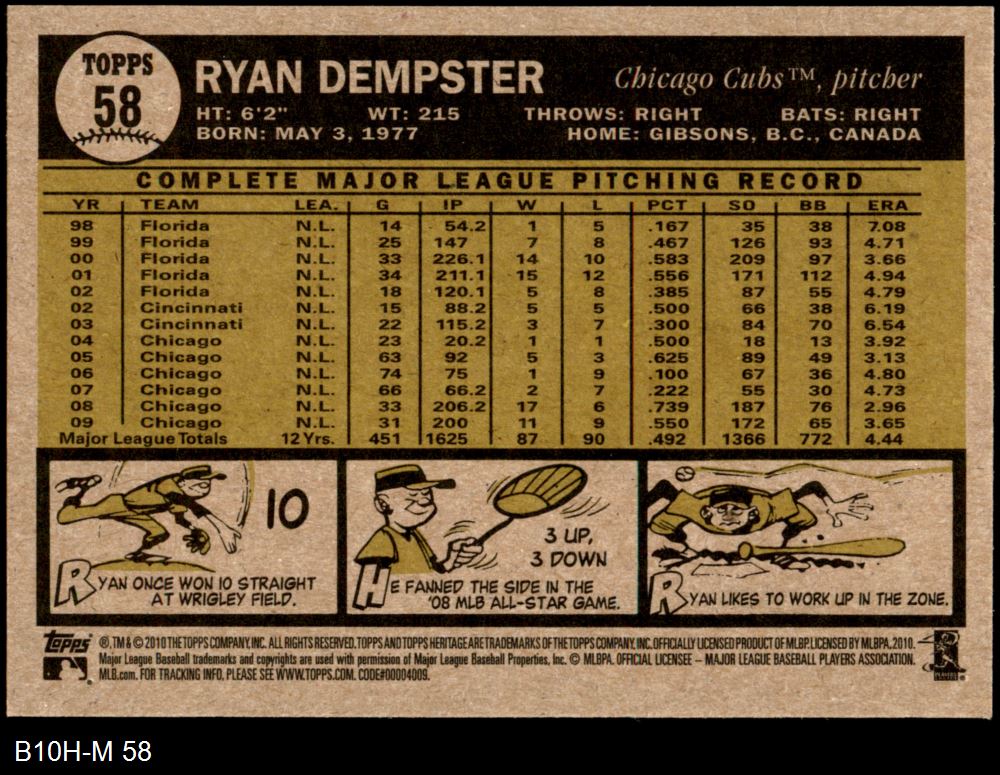 TOPPS 58
RYAN DEMPSTER
Chicago Cubs™, pitcher
HT: 6'2" WT: 215 THROWS: RIGHT BATS: RIGHT
BORN: MAY 3, 1977 HOME: GIBSONS, B.C., CANADA
COMPLETE MAJOR LEAGUE PITCHING RECORD
YR TEAM LEA. G IP W L PCT SO BB ERA
98 Florida N.L. 14 54.2 1 5 .167 35 38 7.08
99 Florida N.L. 25 147 7 8 .467 126 93 4.71
00 Florida N.L. 33 226.1 14 10 .583 209 97 3.66
01 Florida N.L. 34 211.1 15 12 .556 171 112 4.94
02 Florida N.L. 18 120.1 5 8 .385 87 55 4.79
02 Cincinnati N.L. 15 88.2 5 5 .500 66 38 6.19
03 Cincinnati N.L. 22 115.2 3 7 .300 84 70 6.54
04 Chicago N.L. 23 20.2 1 1 .500 18 13 3.92
05 Chicago N.L. 63 92 5 3 .625 89 49 3.13
06 Chicago N.L. 74 75 1 9 .100 67 36 4.80
07 Chicago N.L. 66 66.2 2 7 .222 55 30 4.73
08 Chicago N.L. 33 206.2 17 6 .739 187 76 2.96
09 Chicago N.L. 31 200 11 9 .550 172 65 3.65
Major League Totals 12 Yrs. 451 1625 87 90 .492 1366 772 4.44
10
RYAN ONCE WON 10 STRAIGHT
AT WRIGLEY FIELD.
3 UP,
3 DOWN
HE FANNED THE SIDE IN THE
'08 MLB ALL-STAR GAME.
RYAN LIKES TO WORK UP IN THE ZONE.
Topps ®, TM & © 2010 THE TOPPS COMPANY, INC. ALL RIGHTS RESERVED. TOPPS AND TOPPS HERITAGE ARE TRADEMARKS OF THE TOPPS COMPANY, INC. OFFICIALLY LICENSED PRODUCT OF MLBP. LICENSED BY MLBPA, 2010.
Major League Baseball trademarks and copyrights are used with permission of Major League Baseball Properties, Inc. © MLBPA. OFFICIAL LICENSEE – MAJOR LEAGUE BASEBALL PLAYERS ASSOCIATION.
MLB.com. FOR TRACKING INFO, PLEASE SEE WWW.TOPPS.COM. CODE#00004009.
PLAYERS
B10H-M 58